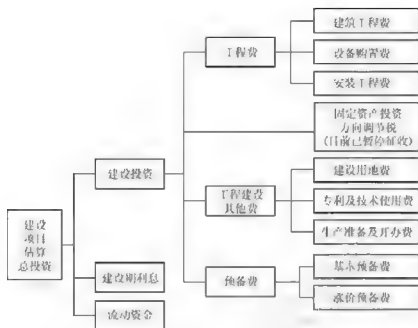 建筑工程费
工程费
设备购置费
安装工程费
固定资产投资
方向调节税
(目前已暂停征收)
建设投资
建设用地费
工程建设
其他费
专利及技术使用费
生产准备及开办费
建设
项目
估算
总投资
建设期利息
预备费
基本预备费
涨价预备费
流动资金